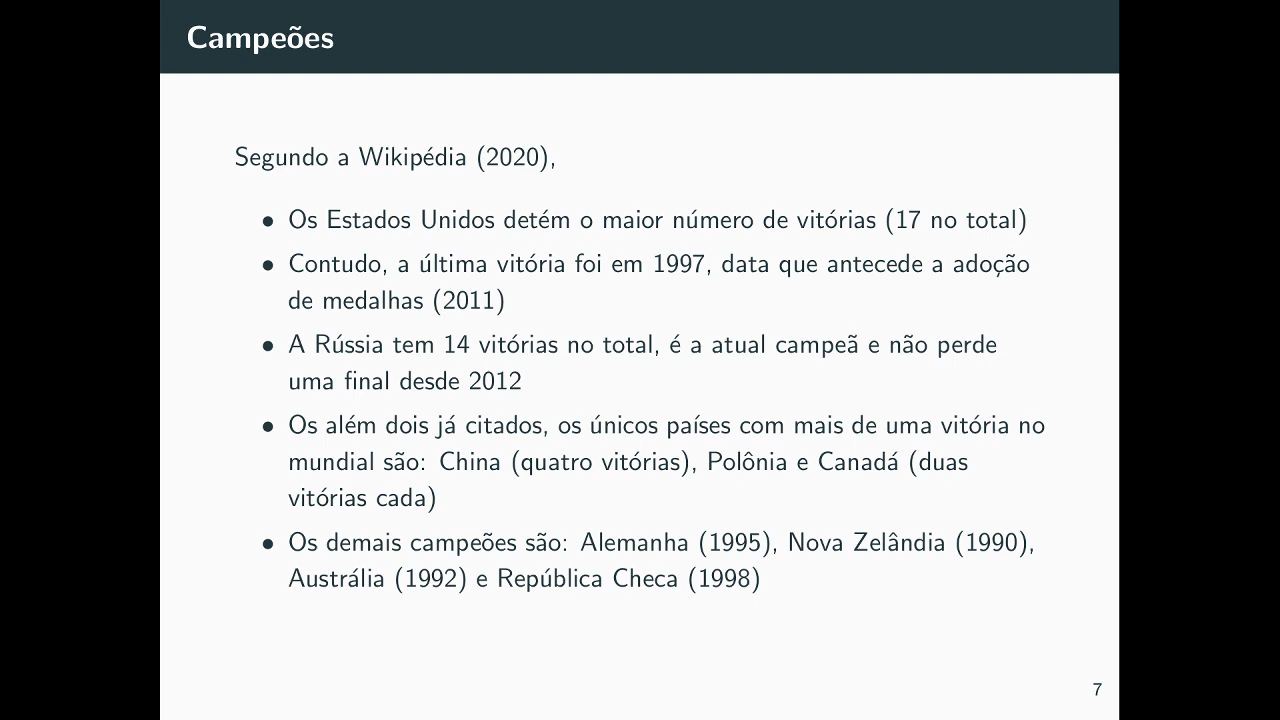 Campeões
Segundo a Wikipédia (2020),
• Os Estados Unidos detém o maior número de vitórias (17 no total)
• Contudo, a última vitória foi em 1997, data que antecede a adoção
de medalhas (2011)
• A Rússia tem 14 vitórias no total, é a atual campeã e não perde
uma final desde 2012
• Os além dois já citados, os únicos países com mais de uma vitória no
mundial são: China (quatro vitórias), Polônia e Canadá (duas
vitórias cada)
• Os demais campeões são: Alemanha (1995), Nova Zelândia (1990),
Austrália (1992) e República Checa (1998)
7